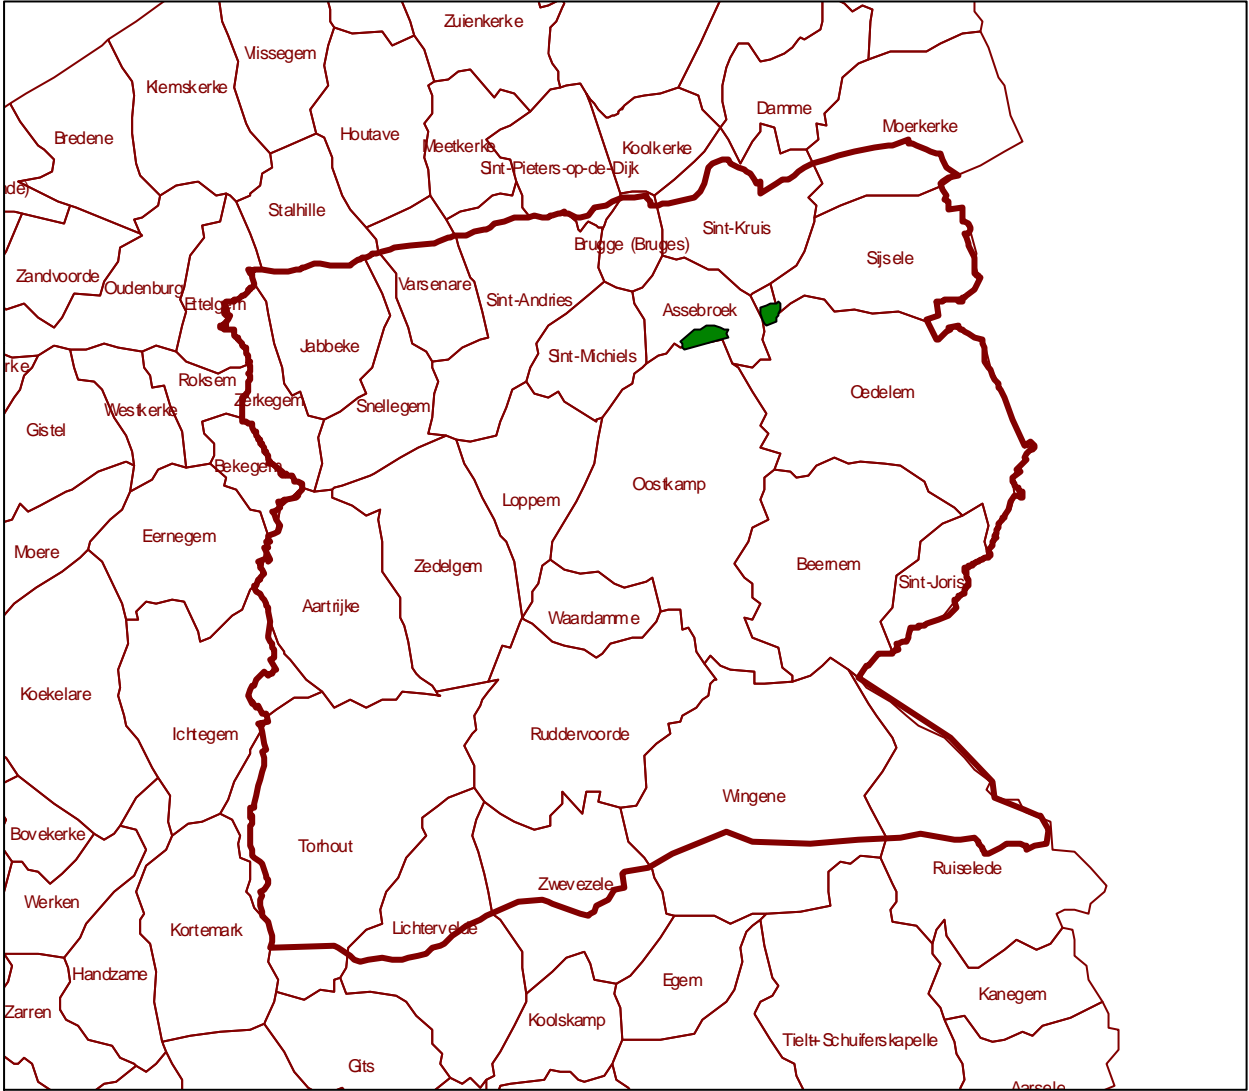 Zuienkerke
Vlissegem
Klemskerke
Damme
Moerkerke
Houtave
Bredene
Meetkerke
Koolkerke
Sint-Pieters-op-de-Dijk
de)
Stalhille
Sint-Kruis
Brugge (Bruges)
Sijsele
Zandvoorde
Oudenburg
Varsenare
Sint-Andries
Ettelgem
Assebroek
Jabbeke
Sint-Michiels
rke
Roksem
Oedelem
Zerkegem
Snellegem
Westkerke
Gistel
Bekegem
Oostkamp
Loppem
Eernegem
Moere
Zedelgem
Beernem
Sint-Joris
Aartrijke
Waardamme
Koekelare
Ichtegem
Ruddervoorde
Wingene
Bovekerke
Torhout
Ruiselede
Zwevezele
Werken
Kortemark
Lichtervelde
Handzame
Egem
Kanegem
Zarren
Koolskamp
Tielt+Schuiferskapelle
Gits
Aarsele